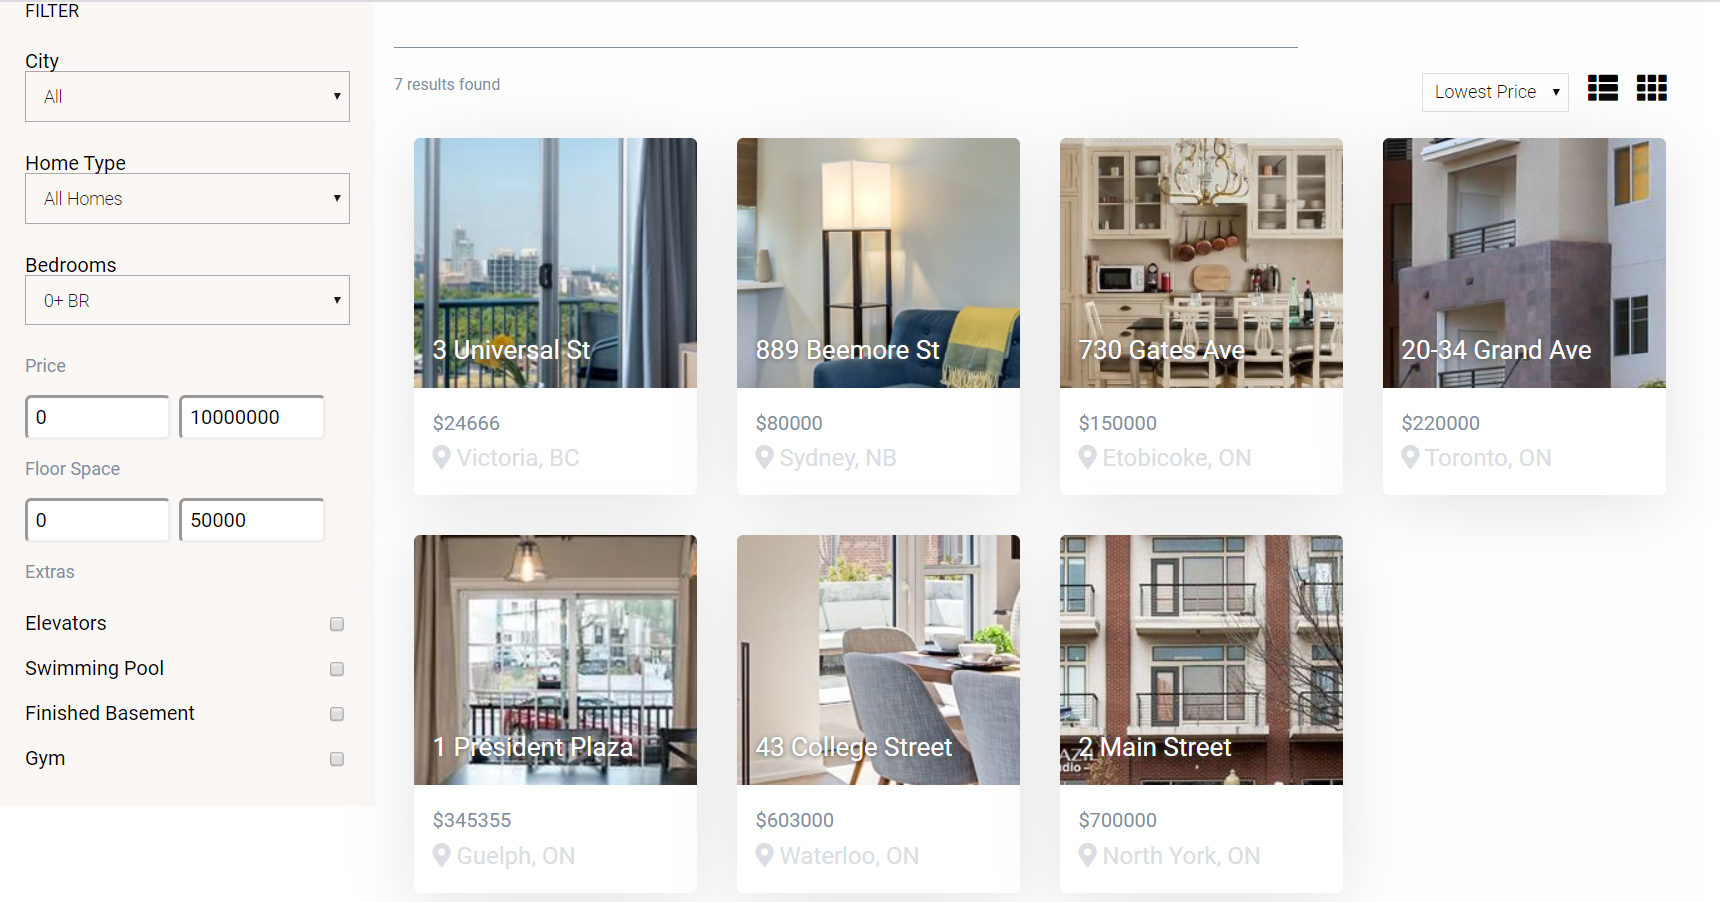 FILTER
City
All
Home Type
All Homes
Bedrooms
0+ BR
Price
0 10000000
Floor Space
0 50000
Extras
Elevators
Swimming Pool
Finished Basement
Gym
7 results found
Lowest Price
3 Universal St
$24666
Victoria, BC
889 Beemore St
$80000
Sydney, NB
730 Gates Ave
$150000
Etobicoke, ON
20-34 Grand Ave
$220000
Toronto, ON
1 President Plaza
$345355
Guelph, ON
43 College Street
$603000
Waterloo, ON
2 Main Street
$700000
North York, ON